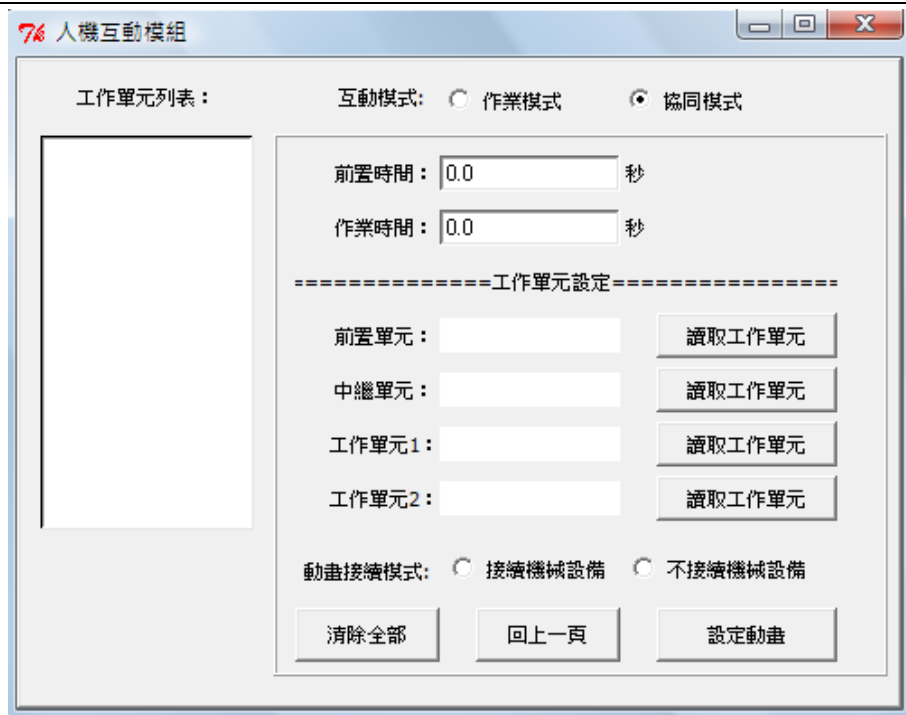 人機互動模組
工作單元列表：
互動模式: 作業模式 協同模式
前置時間： 0.0 秒
作業時間： 0.0 秒
==============工作單元設定================
前置單元： 讀取工作單元
中繼單元： 讀取工作單元
工作單元1： 讀取工作單元
工作單元2： 讀取工作單元
動畫接續模式: 接續機械設備 不接續機械設備
清除全部 回上一頁 設定動畫